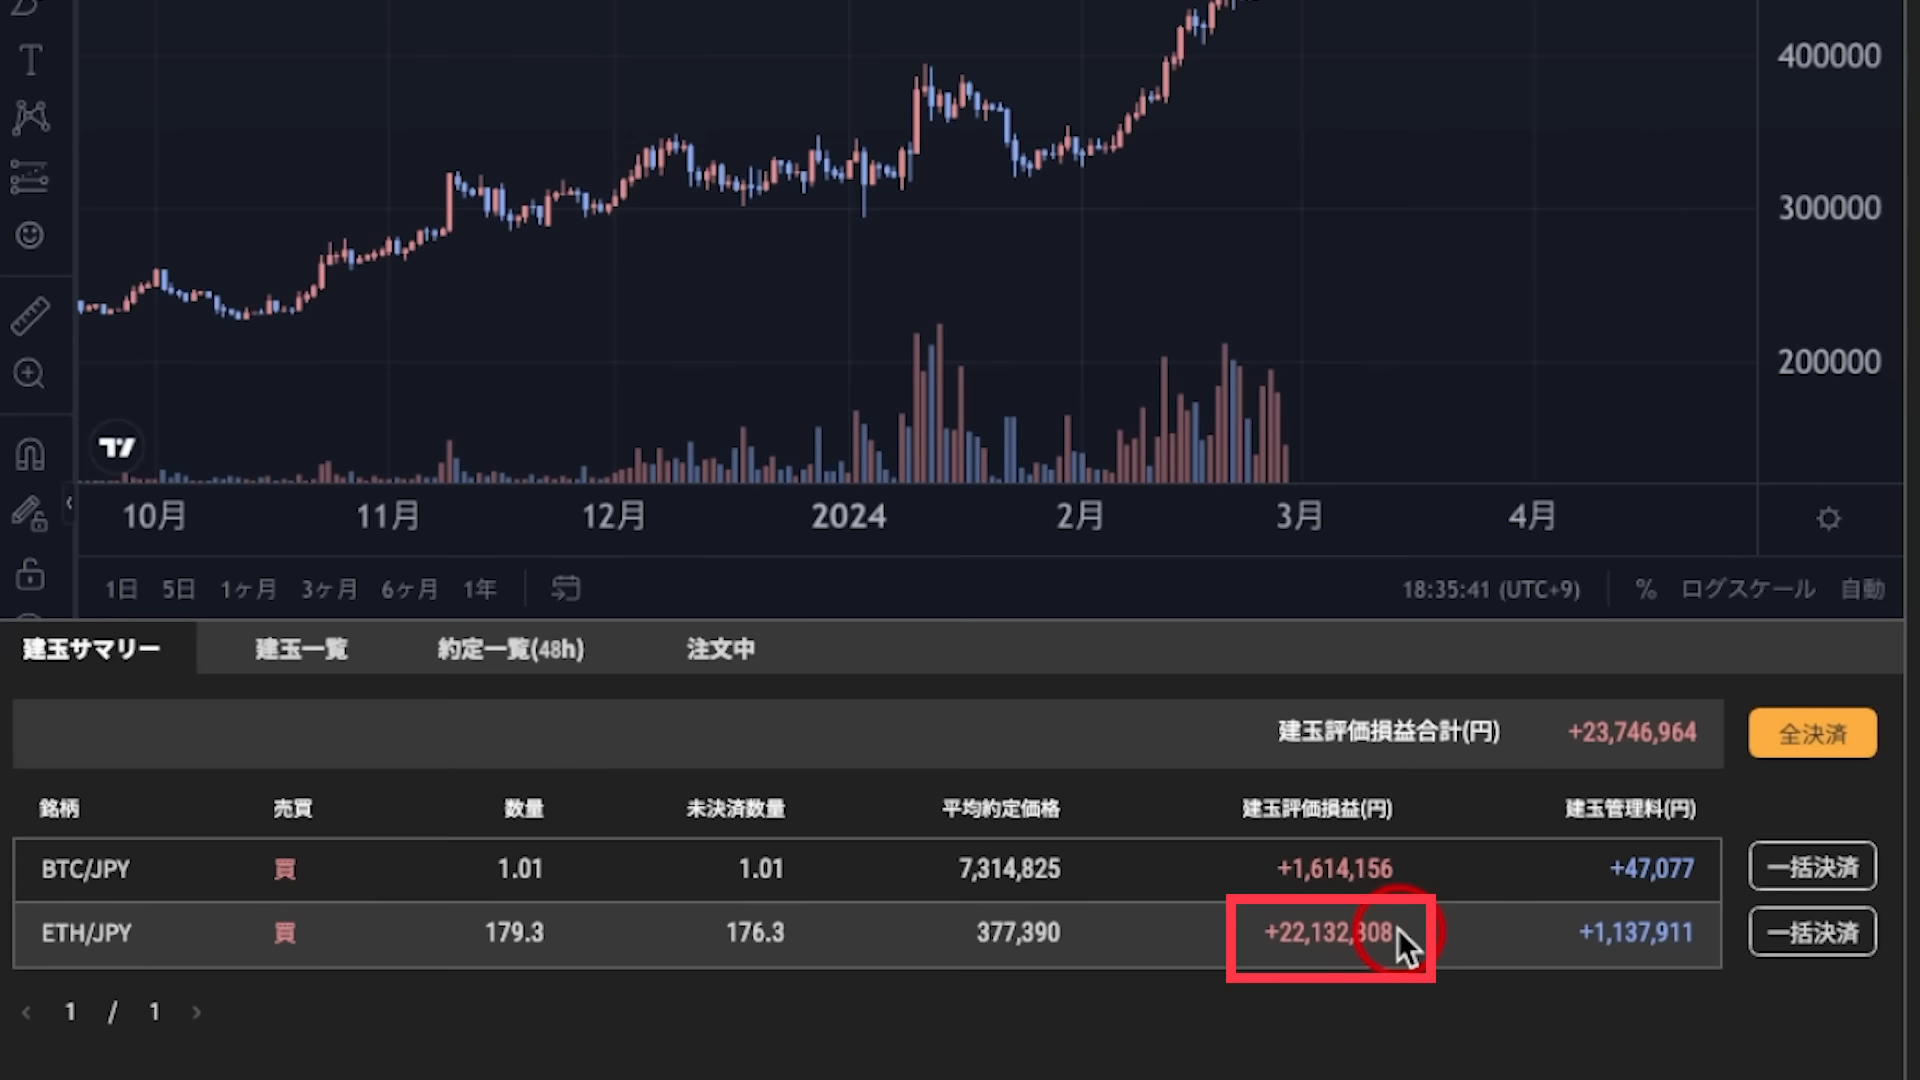 400000
300000
200000
10月 11月 12月 2024 2月 3月 4月
1日 5日 1ヶ月 3ヶ月 6ヶ月 1年 18:35:41 (UTC+9) % ログスケール 自動
建玉サマリー 建玉一覧 約定一覧(48h) 注文中
建玉評価損益合計(円) +23,746,964 全決済
銘柄 売買 数量 未決済数量 平均約定価格 建玉評価損益(円) 建玉管理料(円)
BTC/JPY 買 1.01 1.01 7,314,825 +1,614,156 +47,077 一括決済
ETH/JPY 買 179.3 176.3 377,390 +22,132,808 +1,137,911 一括決済
1 / 1